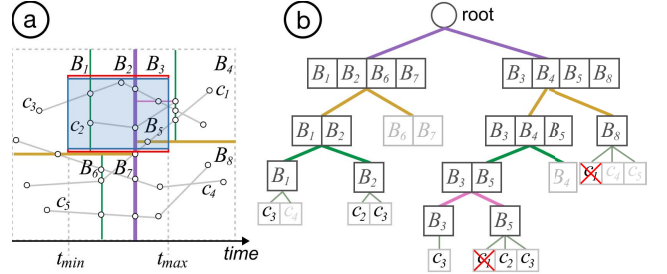 a
B1 B2 B3 B4
c3 c1
c2
B5
B6 B7 B8
c5 c4
tmin tmax time
b
root
B1 B2 B6 B7 B3 B4 B5 B8
B1 B2 B6 B7 B3 B4 B5 B8
B1 B2 B3 B5 B4 c1 c4 c5
c3 c4 c2 c3 B3 B5
c3 c1 c2 c3